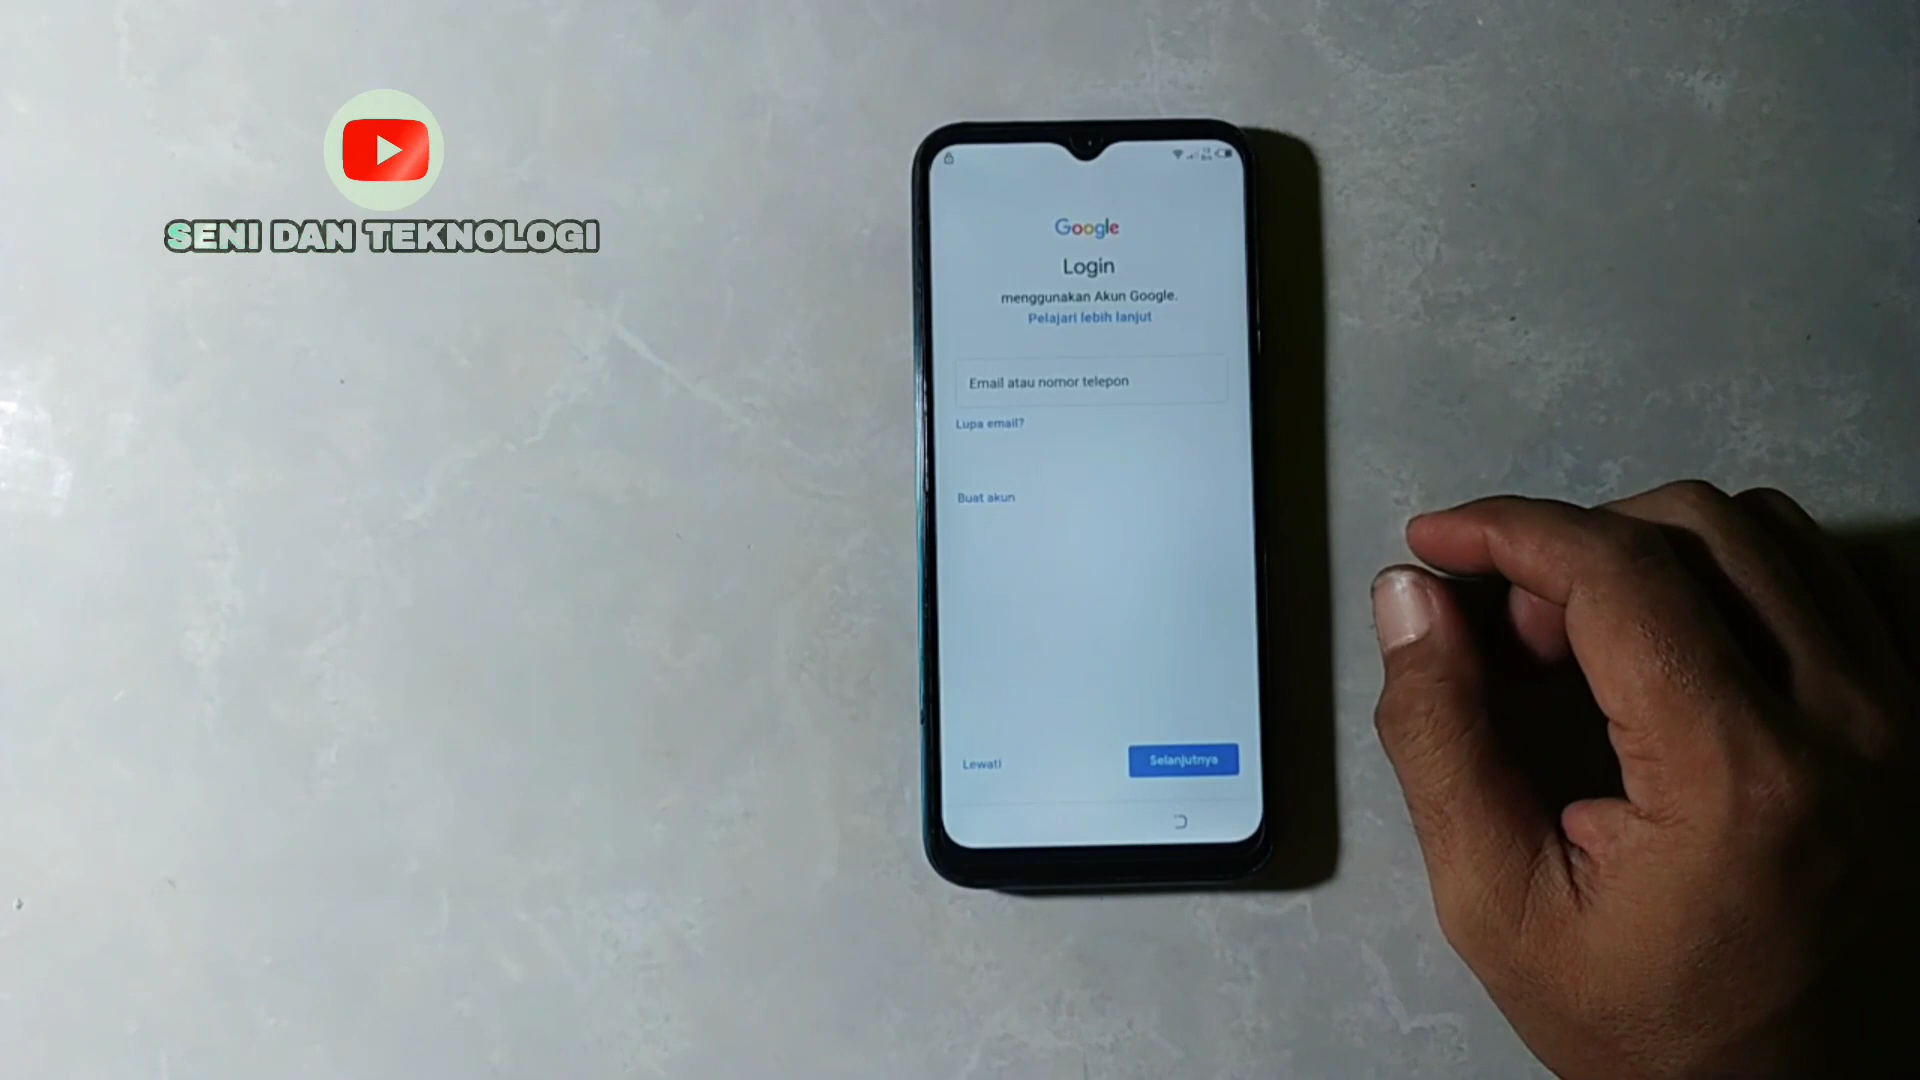 SENI DAN TEKNOLOGI
Google
Login
menggunakan Akun Google.
Pelajari lebih lanjut
Email atau nomor telepon
Lupa email?
Buat akun
Lewati
Selanjutnya